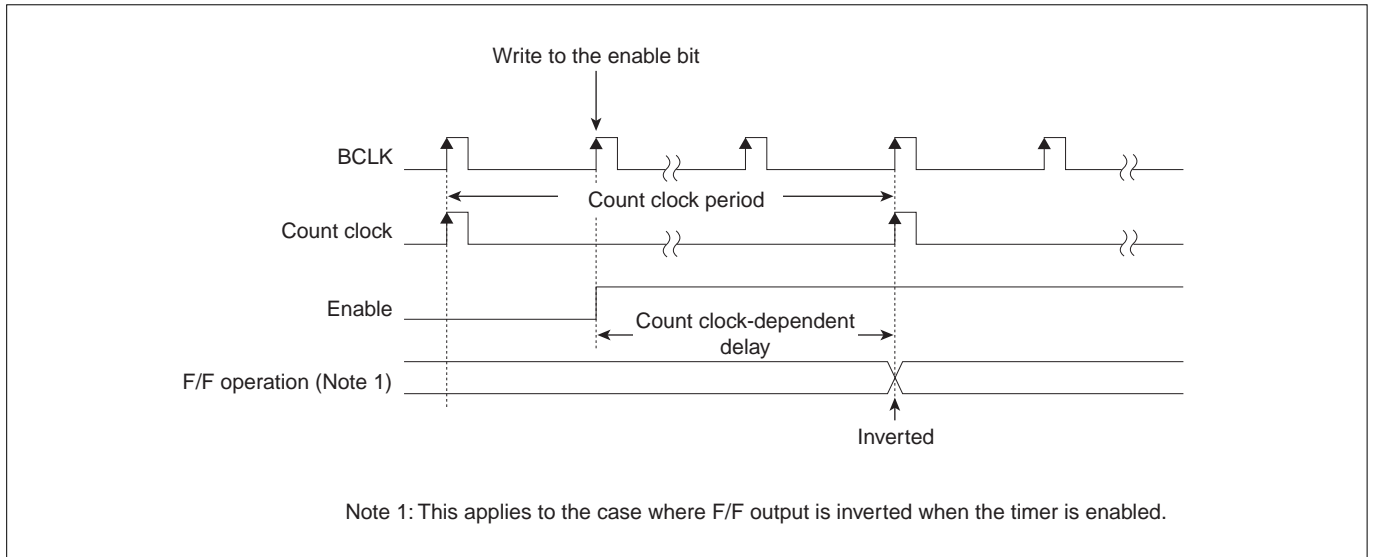 Write to the enable bit
BCLK
Count clock period
Count clock
Enable
Count clock-dependent
delay
F/F operation (Note 1)
Inverted
Note 1: This applies to the case where F/F output is inverted when the timer is enabled.